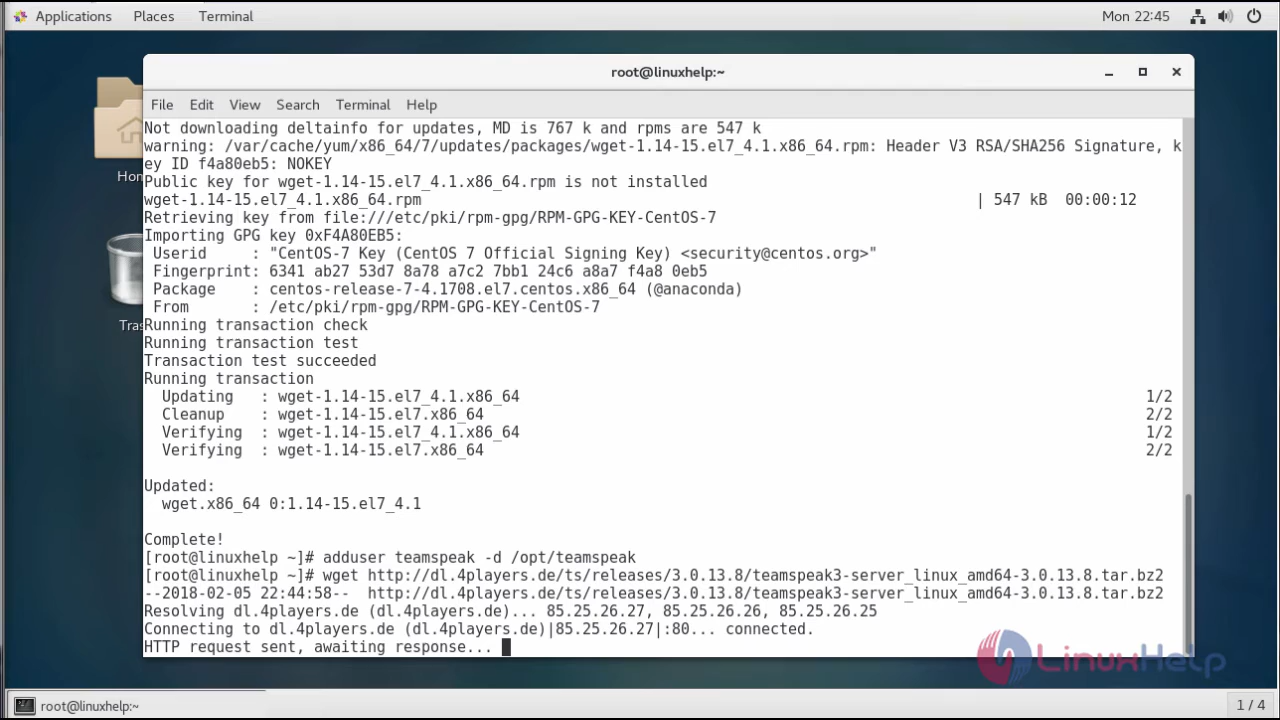 Applications Places Terminal Mon 22:45
root@linuxhelp:~
File Edit View Search Terminal Help
Not downloading deltainfo for updates, MD is 767 k and rpms are 547 k
warning: /var/cache/yum/x86_64/7/updates/packages/wget-1.14-15.el7_4.1.x86_64.rpm: Header V3 RSA/SHA256 Signature, k
ey ID f4a80eb5: NOKEY
Public key for wget-1.14-15.el7_4.1.x86_64.rpm is not installed
wget-1.14-15.el7_4.1.x86_64.rpm | 547 kB 00:00:12
Retrieving key from file:///etc/pki/rpm-gpg/RPM-GPG-KEY-CentOS-7
Importing GPG key 0xF4A80EB5:
Userid : "CentOS-7 Key (CentOS 7 Official Signing Key) <security@centos.org>"
Fingerprint: 6341 ab27 53d7 8a78 a7c2 7bb1 24c6 a8a7 f4a8 0eb5
Package : centos-release-7-4.1708.el7.centos.x86_64 (@anaconda)
From : /etc/pki/rpm-gpg/RPM-GPG-KEY-CentOS-7
Running transaction check
Running transaction test
Transaction test succeeded
Running transaction
Updating : wget-1.14-15.el7_4.1.x86_64 1/2
Cleanup : wget-1.14-15.el7.x86_64 2/2
Verifying : wget-1.14-15.el7_4.1.x86_64 1/2
Verifying : wget-1.14-15.el7.x86_64 2/2
Updated:
wget.x86_64 0:1.14-15.el7_4.1
Complete!
[root@linuxhelp ~]# adduser teamspeak -d /opt/teamspeak
[root@linuxhelp ~]# wget http://dl.4players.de/ts/releases/3.0.13.8/teamspeak3-server_linux_amd64-3.0.13.8.tar.bz2
--2018-02-05 22:44:58-- http://dl.4players.de/ts/releases/3.0.13.8/teamspeak3-server_linux_amd64-3.0.13.8.tar.bz2
Resolving dl.4players.de (dl.4players.de)... 85.25.26.27, 85.25.26.26, 85.25.26.25
Connecting to dl.4players.de (dl.4players.de)|85.25.26.27|:80... connected.
HTTP request sent, awaiting response...
Hom
Tras
LinuxHelp
root@linuxhelp:~ 1 / 4